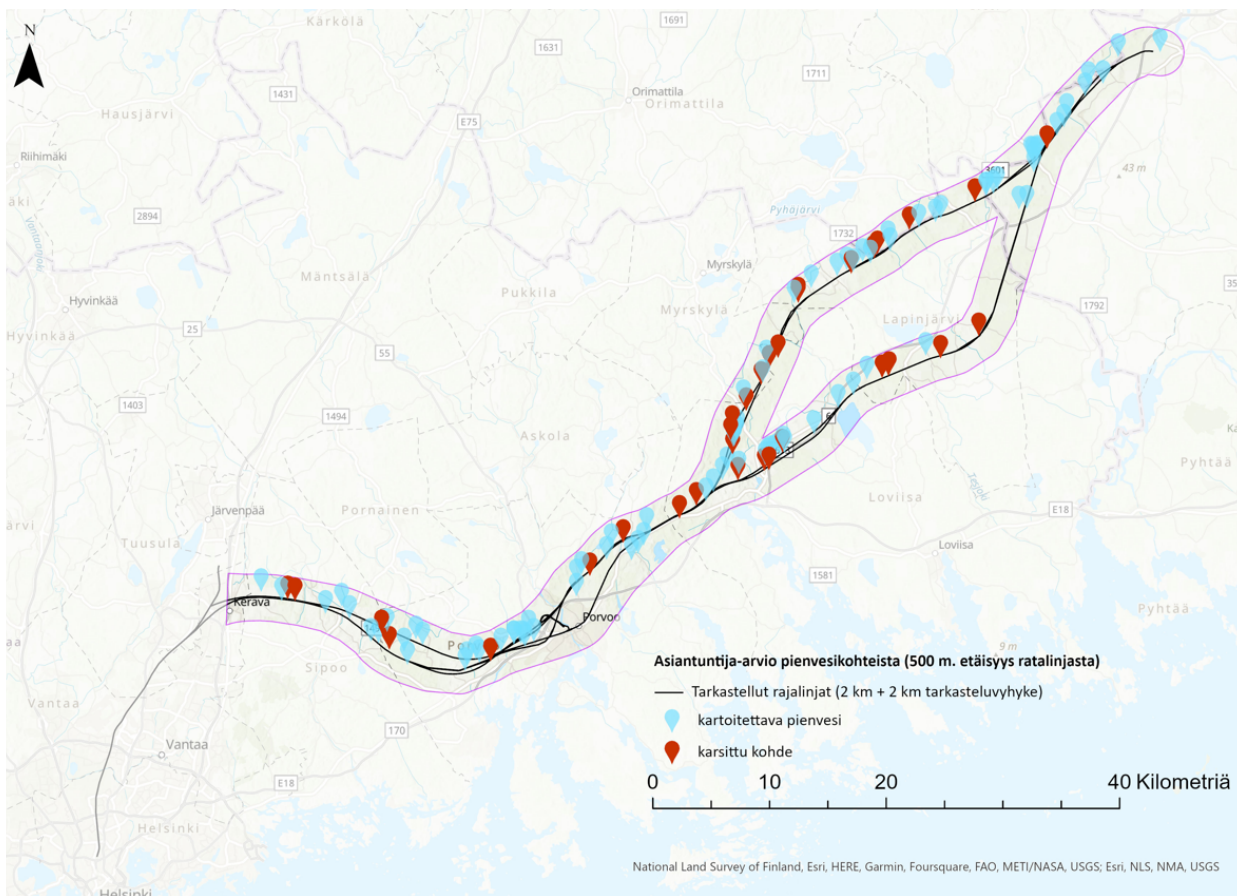 N
Kärkölä
1691
1631
1711
Orimattila
Orimattila
1431
E75
Hausjärvi
Riihimäki
3691
43 m
2894
Pyhäjärvi
1732
Mäntsälä
Myrskylä
Pukkila
Myrskylä
Hyvinkää
Hyvinkää
25
1792
Lapinjärvi
55
1403
1494
Askola
Pyhtää
Järvenpää
Pornainen
Loviisa
E18
Tuusula
Loviisa
1581
Kerava
Porvoo
Pyhtää
Sipoo
9 m
Vantaa
170
Vantaa
E18
Helsinki
Helsinki
Asiantuntija-arvio pienvesikohteista (500 m. etäisyys ratalinjasta)
Tarkastellut rajalinjat (2 km + 2 km tarkasteluvyhyke)
kartoitettava pienvesi
karsittu kohde
0 10 20 40 Kilometriä
National Land Survey of Finland, Esri, HERE, Garmin, Foursquare, FAO, METI/NASA, USGS; Esri, NLS, NMA, USGS